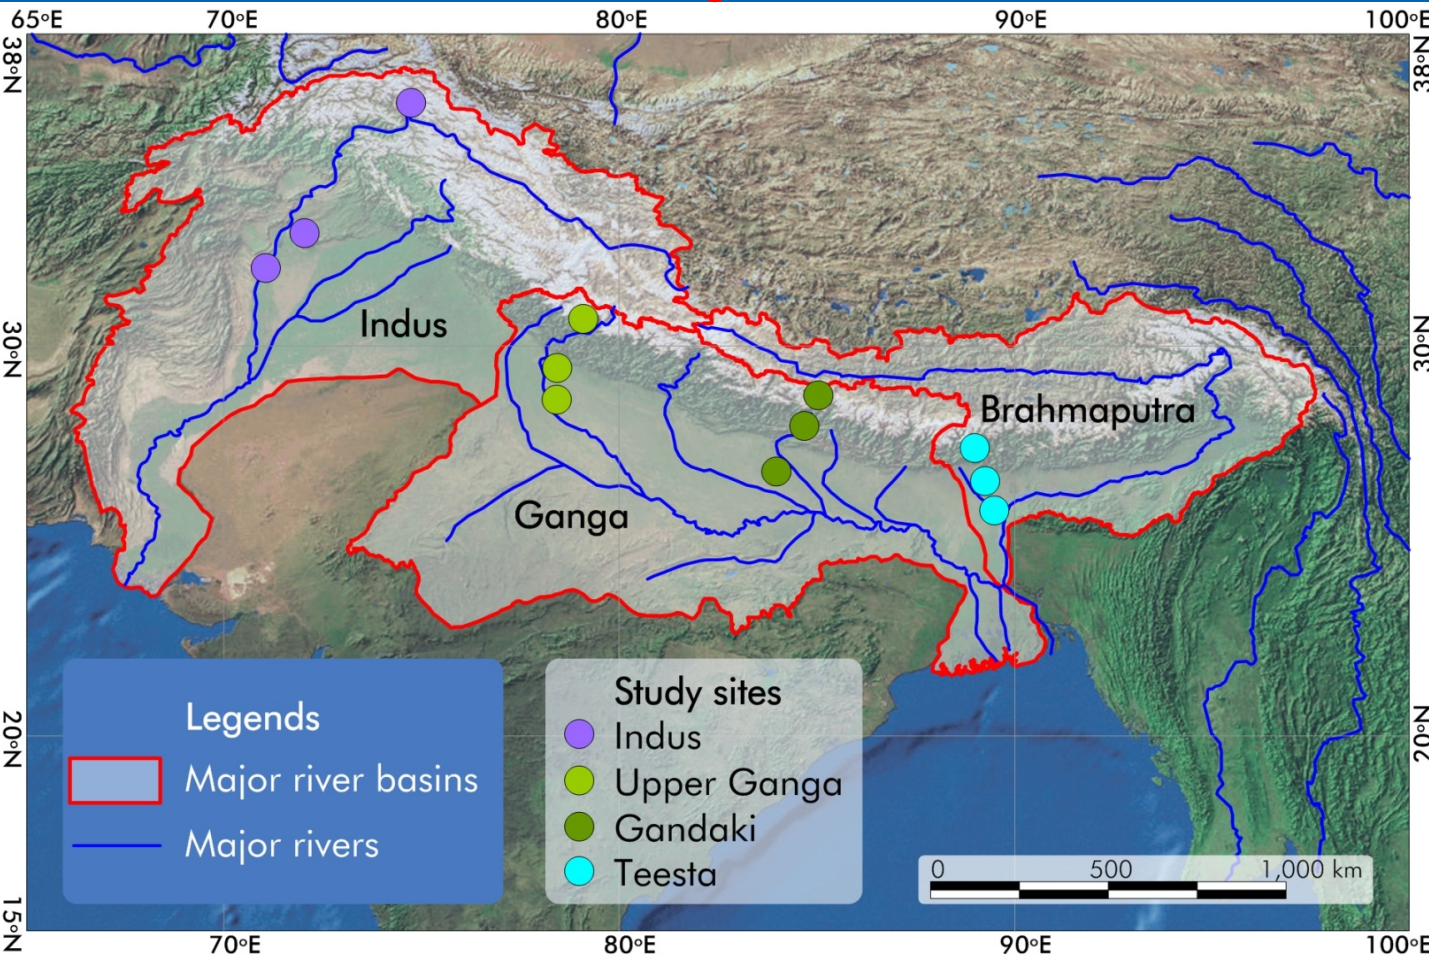 65°E 70°E 80°E 90°E 100°E
38°N 38°N
Indus
30°N 30°N
Brahmaputra
Ganga
Legends
Major river basins
Major rivers
Study sites
Indus
Upper Ganga
Gandaki
Teesta
20°N 20°N
0 500 1,000 km
15°N
70°E 80°E 90°E 100°E